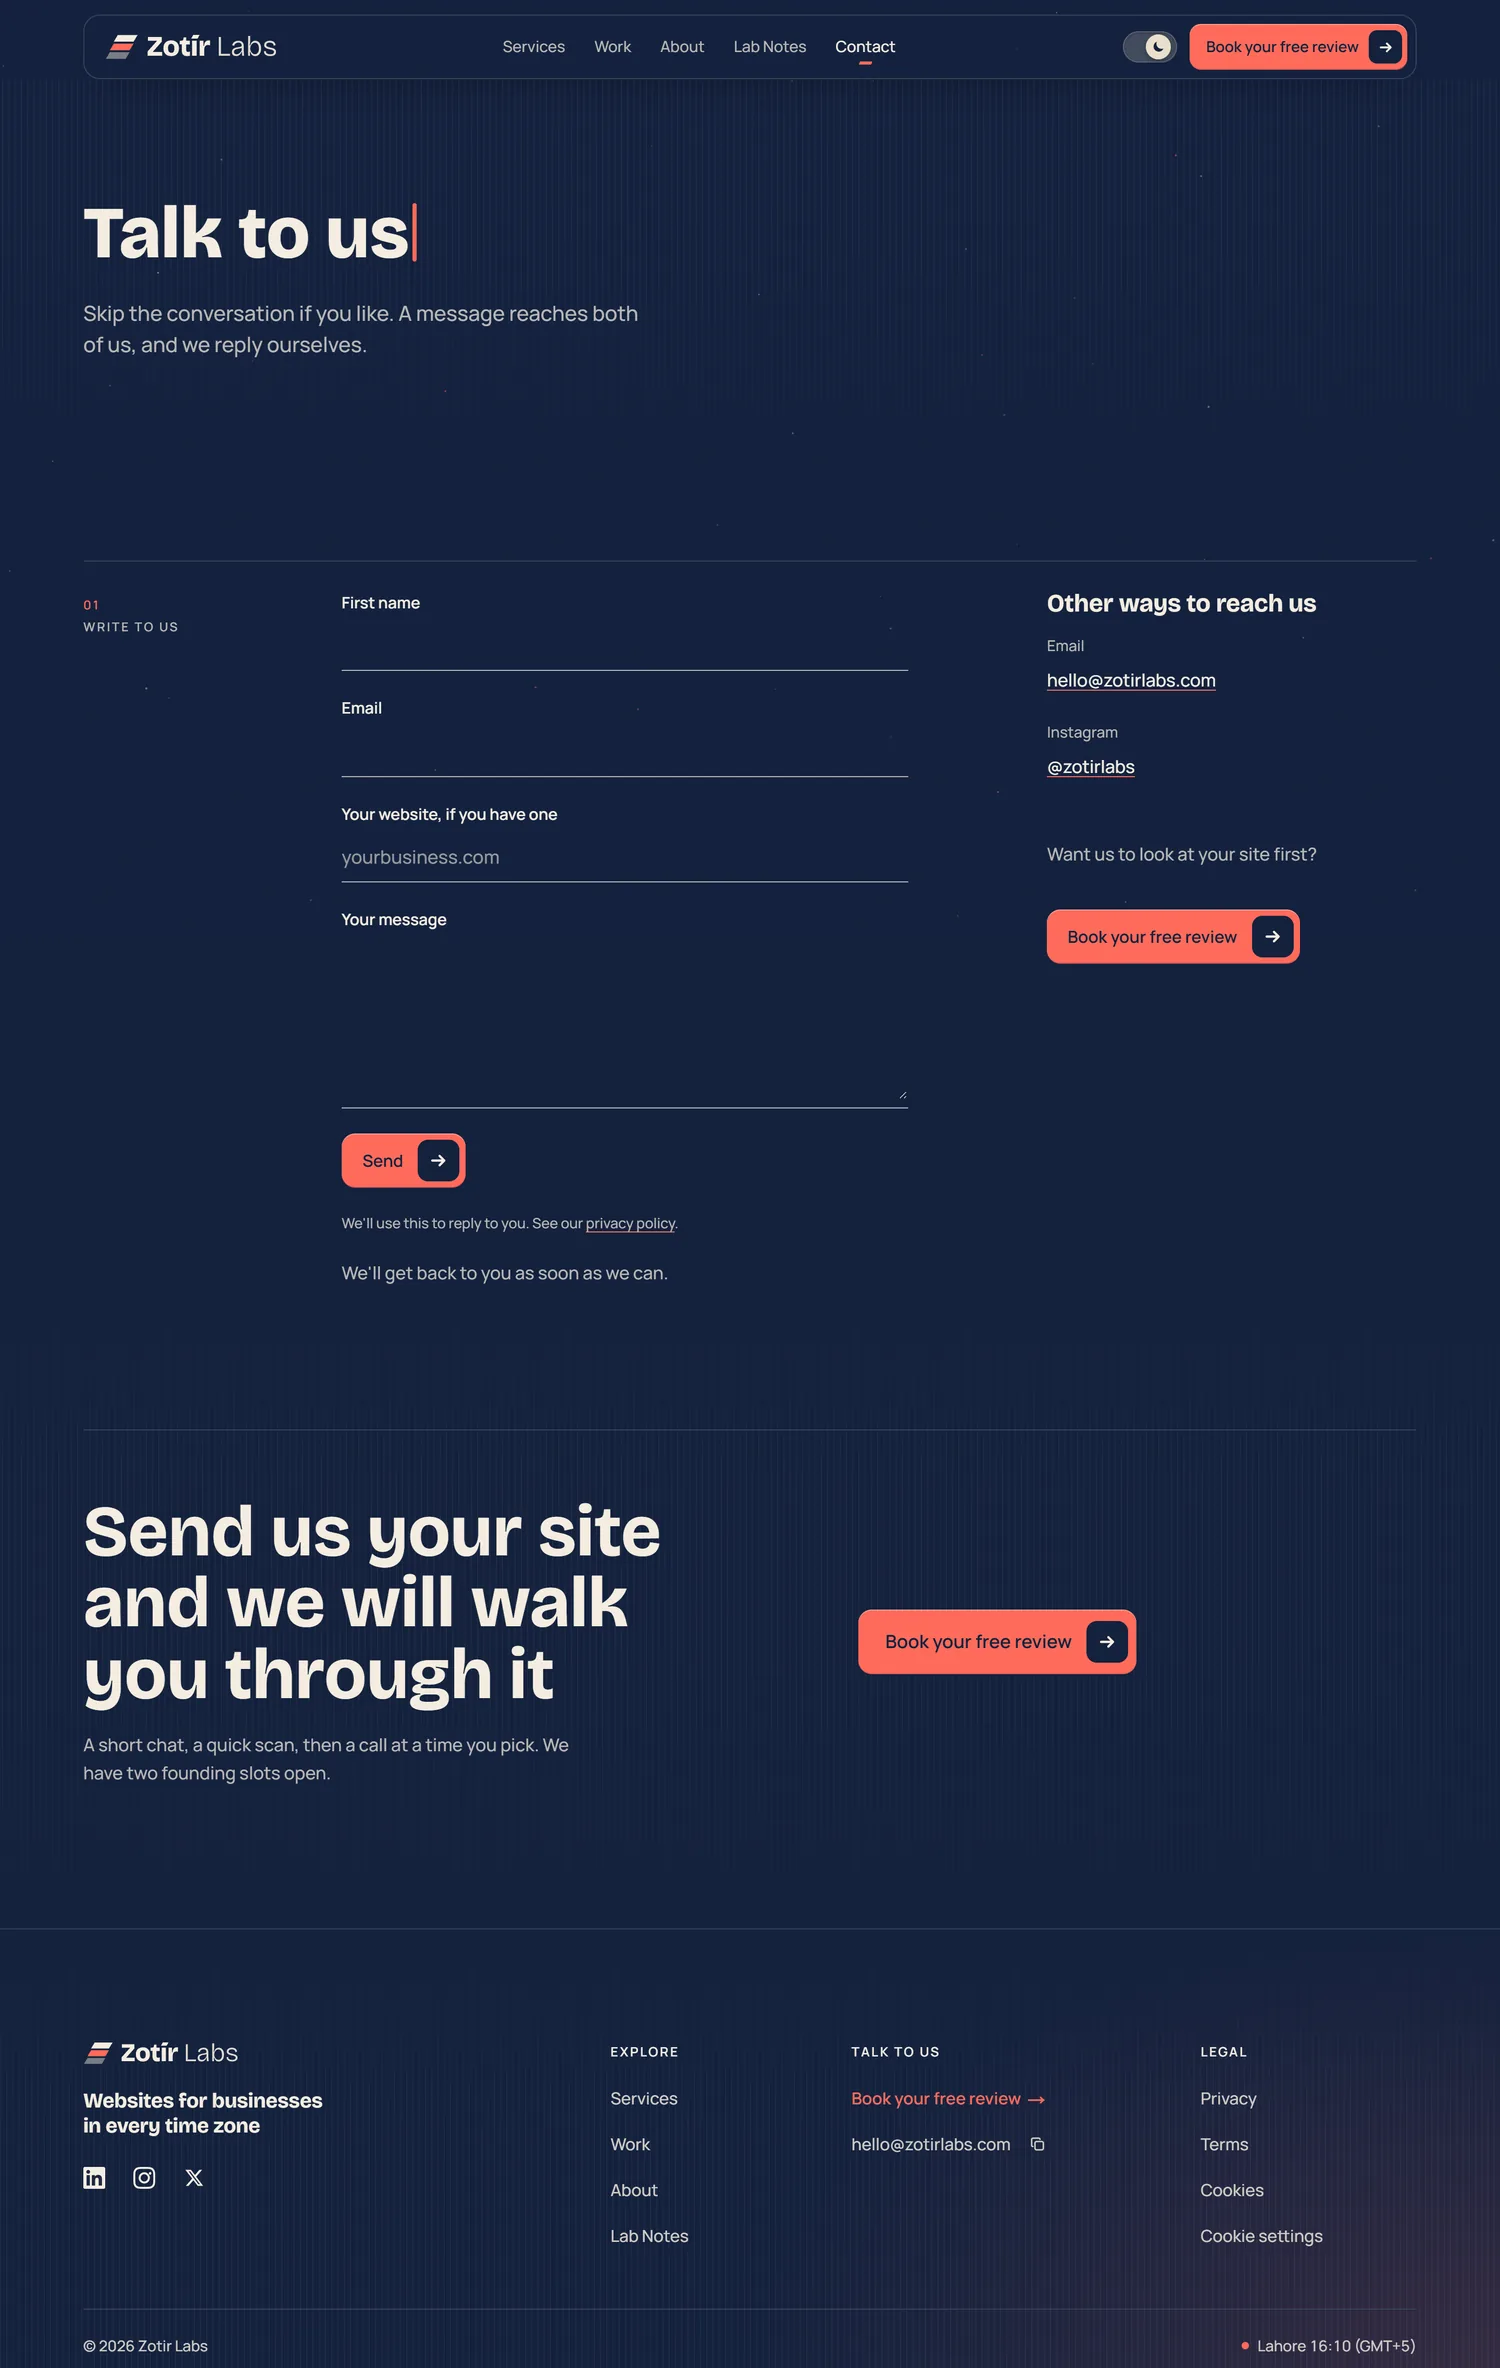 Zotír Labs
Services
Work
About
Lab Notes
Contact
Book your free review
Talk to us
Skip the conversation if you like. A message reaches both
of us, and we reply ourselves.
01
WRITE TO US
First name
Email
Your website, if you have one
yourbusiness.com
Your message
Send
We'll use this to reply to you. See our privacy policy.
We'll get back to you as soon as we can.
Other ways to reach us
Email
hello@zotirlabs.com
Instagram
@zotirlabs
Want us to look at your site first?
Book your free review
Send us your site
and we will walk
you through it
A short chat, a quick scan, then a call at a time you pick. We
have two founding slots open.
Book your free review
Zotír Labs
Websites for businesses
in every time zone
EXPLORE
Services
Work
About
Lab Notes
TALK TO US
Book your free review →
hello@zotirlabs.com
LEGAL
Privacy
Terms
Cookies
Cookie settings
© 2026 Zotir Labs
Lahore 16:10 (GMT+5)